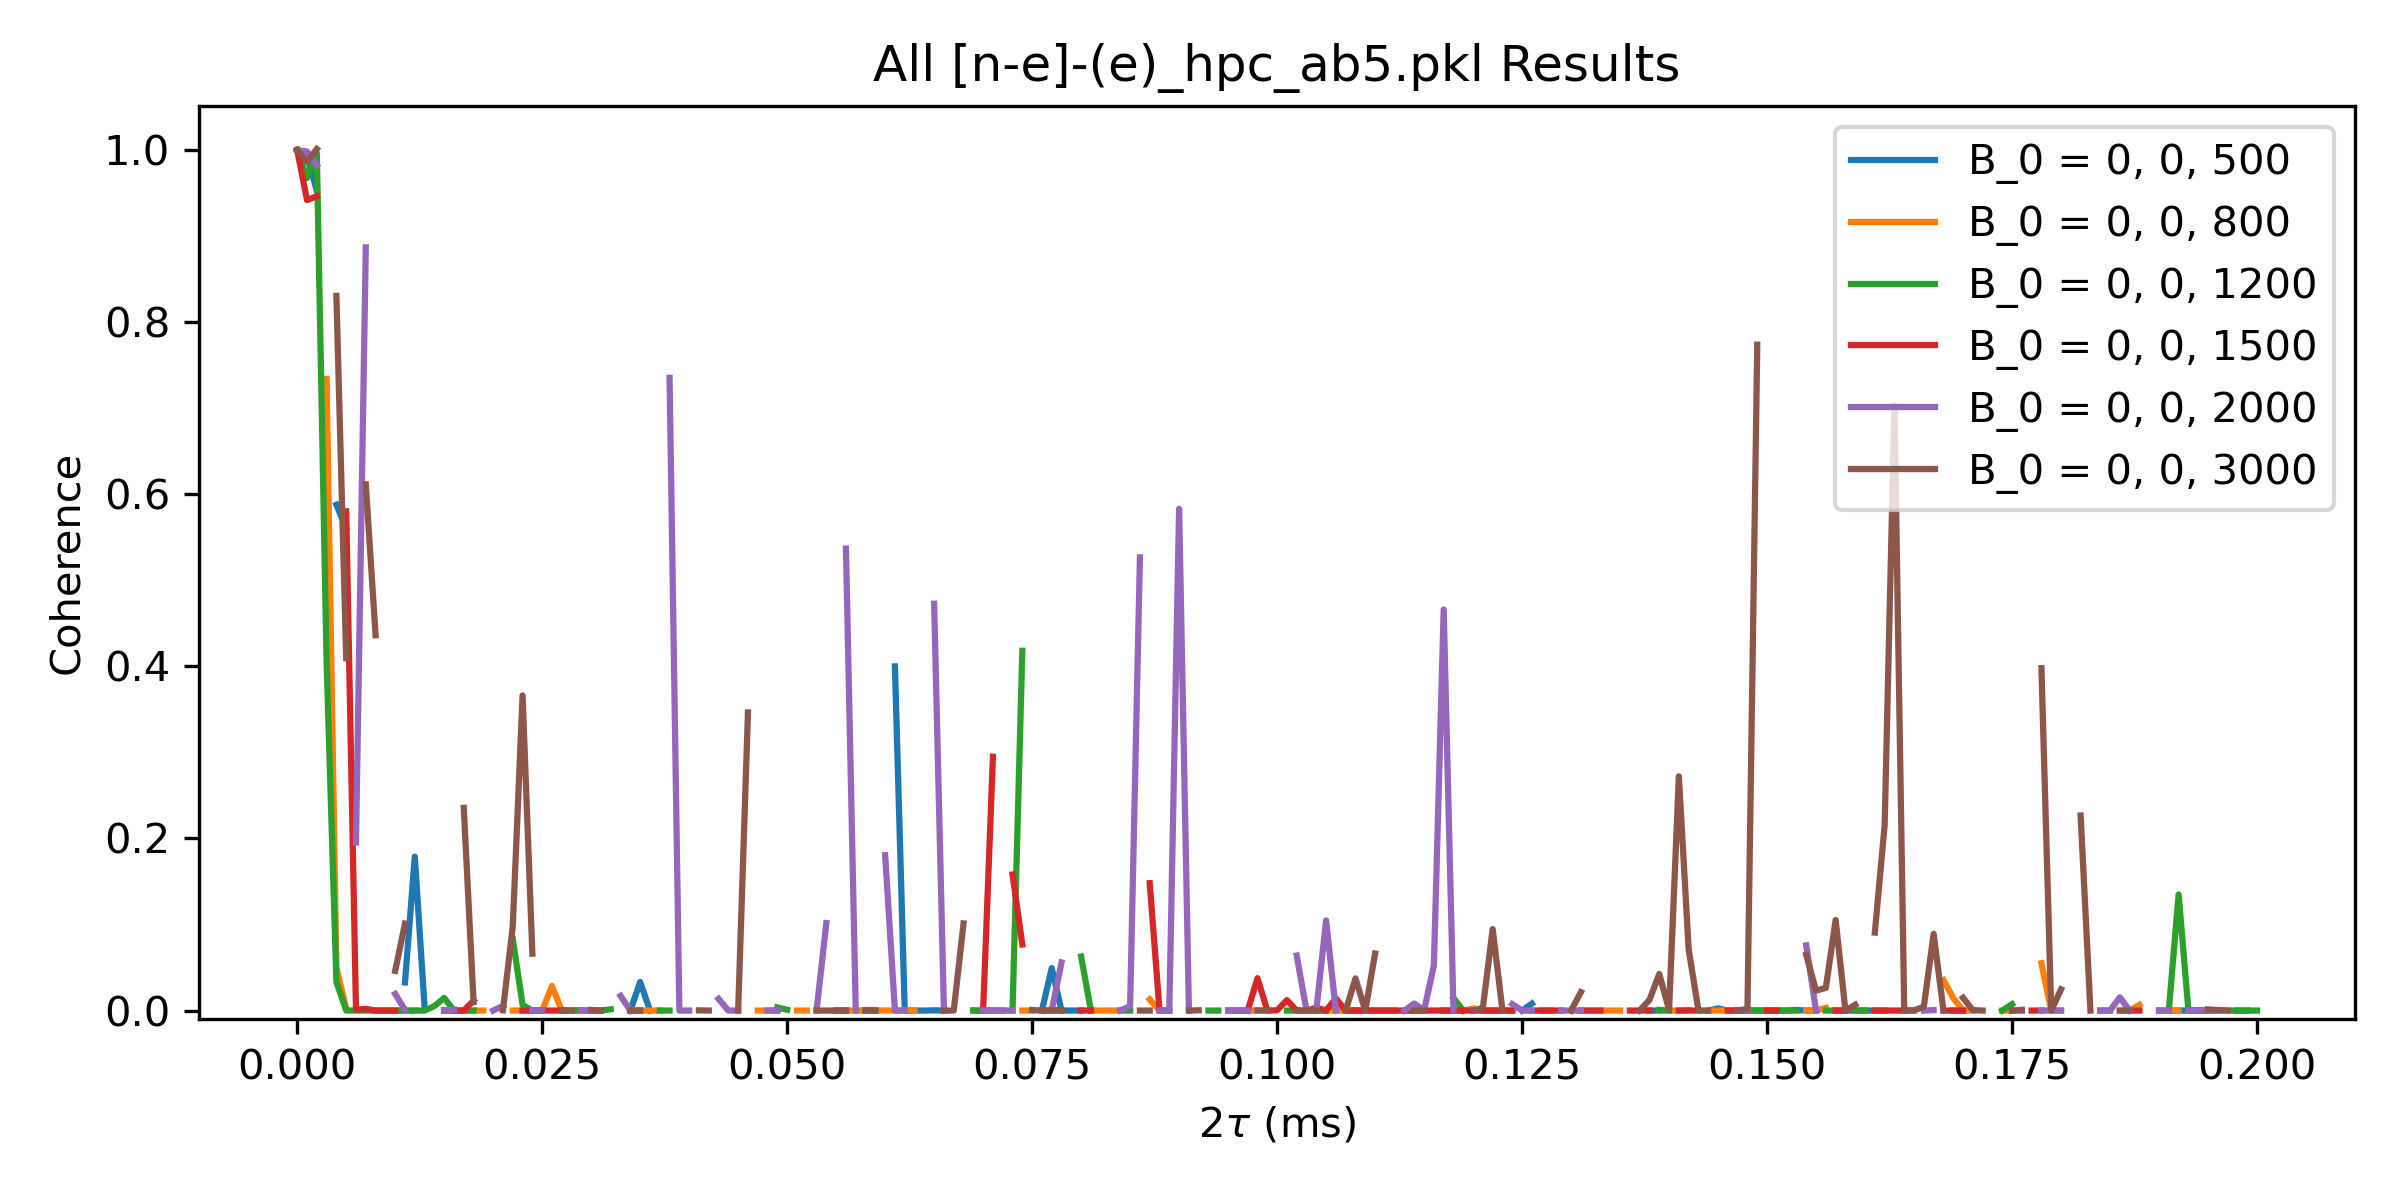 All [n-e]-(e)_hpc_ab5.pkl Results
Coherence
1.0
0.8
0.6
0.4
0.2
0.0
B_0 = 0, 0, 500
B_0 = 0, 0, 800
B_0 = 0, 0, 1200
B_0 = 0, 0, 1500
B_0 = 0, 0, 2000
B_0 = 0, 0, 3000
0.000 0.025 0.050 0.075 0.100 0.125 0.150 0.175 0.200
2τ (ms)